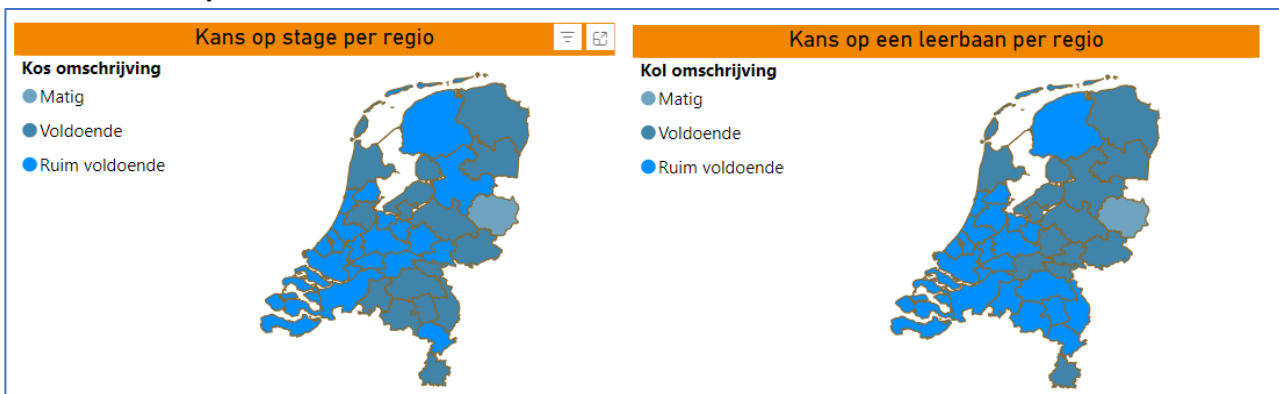 Kans op stage per regio
Kos omschrijving
Matig
Voldoende
Ruim voldoende
Kans op een leerbaan per regio
Kol omschrijving
Matig
Voldoende
Ruim voldoende